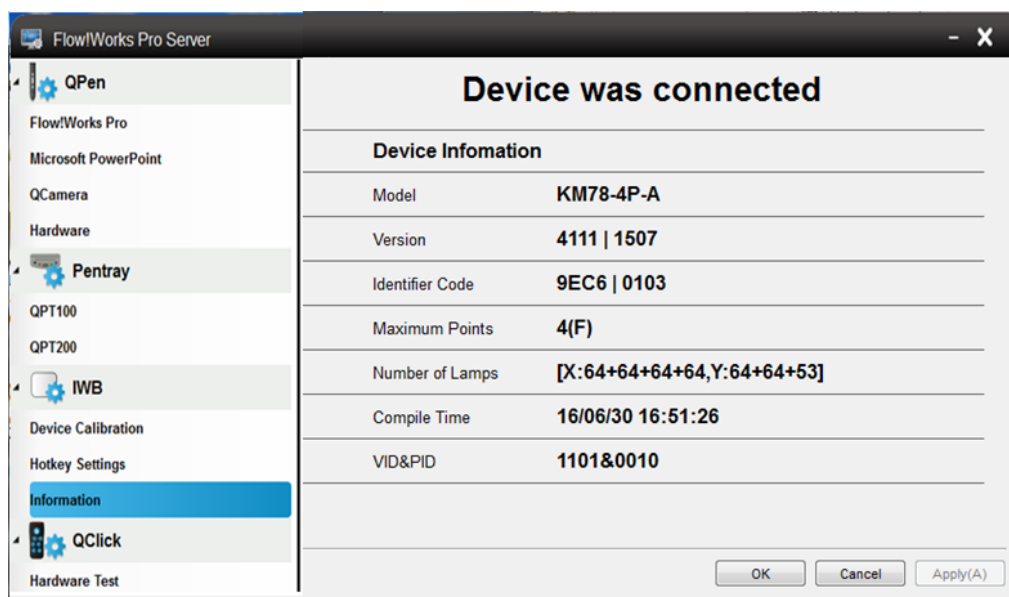 Flow!Works Pro Server
QPen
Flow!Works Pro
Microsoft PowerPoint
QCamera
Hardware
Pentray
QPT100
QPT200
IWB
Device Calibration
Hotkey Settings
Information
QClick
Hardware Test
Device was connected
Device Infomation
Model KM78-4P-A
Version 4111 | 1507
Identifier Code 9EC6 | 0103
Maximum Points 4(F)
Number of Lamps [X:64+64+64+64,Y:64+64+53]
Compile Time 16/06/30 16:51:26
VID&PID 1101&0010
OK Cancel Apply(A)